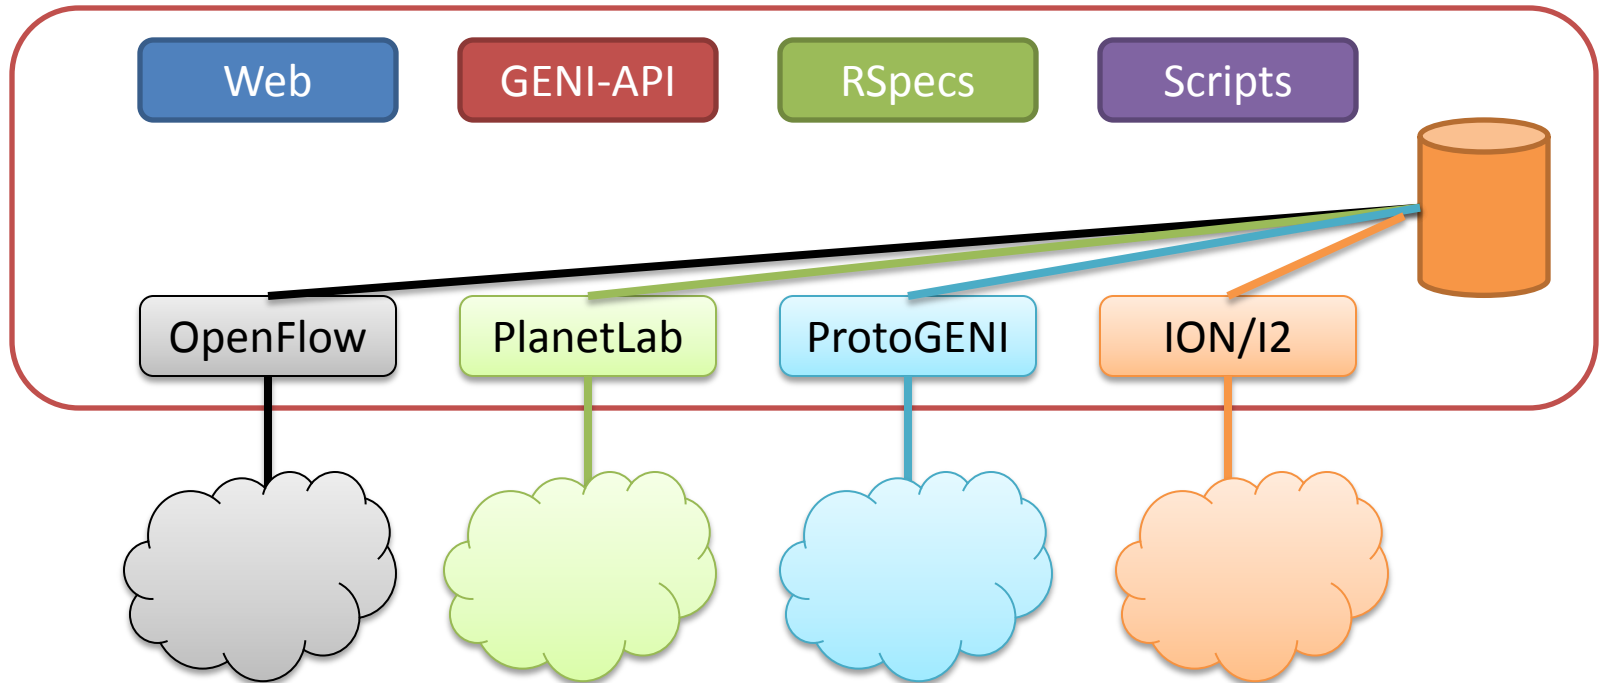 Web
GENI-API
RSpecs
Scripts
OpenFlow
PlanetLab
ProtoGENI
ION/I2